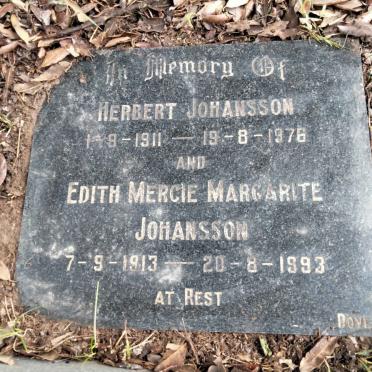 In Memory Of
HERBERT JOHANSSON
1-9-1911 — 19-8-1976
AND
EDITH MERCIE MARGARITE
JOHANSSON
7-9-1913 — 20-8-1993
AT REST